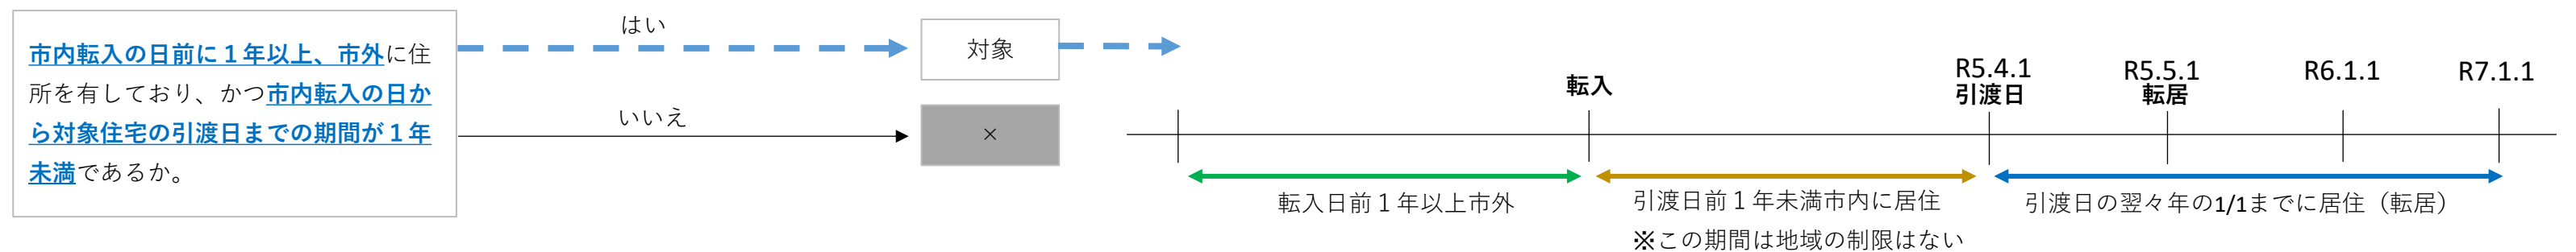 市内転入の日前に１年以上、市外に住
所を有しており、かつ市内転入の日か
ら対象住宅の引渡日までの期間が１年
未満であるか。
はい
対象
いいえ
×
転入
R5.4.1
引渡日
R5.5.1
転居
R6.1.1
R7.1.1
転入日前１年以上市外
引渡日前１年未満市内に居住
※この期間は地域の制限はない
引渡日の翌々年の1/1までに居住（転居）